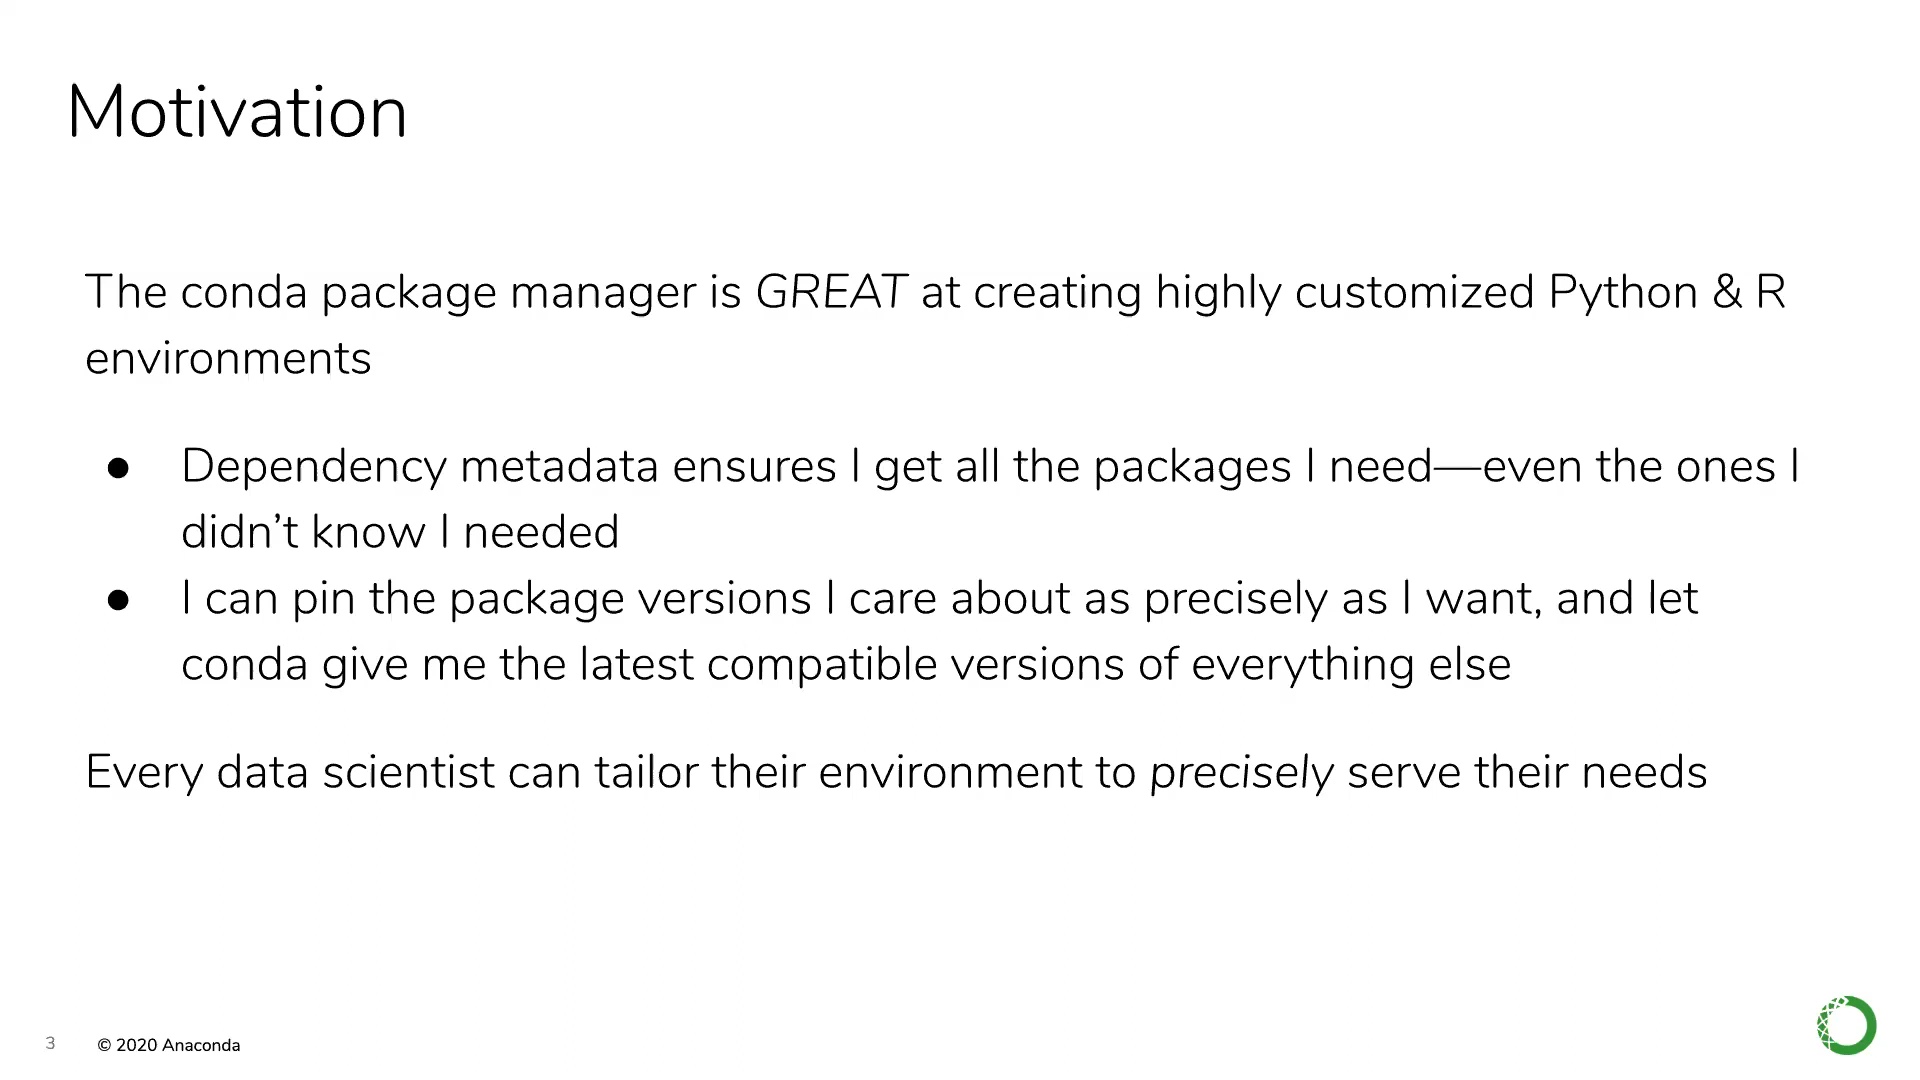 Motivation
The conda package manager is GREAT at creating highly customized Python & R
environments
● Dependency metadata ensures I get all the packages I need—even the ones I
didn’t know I needed
● I can pin the package versions I care about as precisely as I want, and let
conda give me the latest compatible versions of everything else
Every data scientist can tailor their environment to precisely serve their needs
3 © 2020 Anaconda